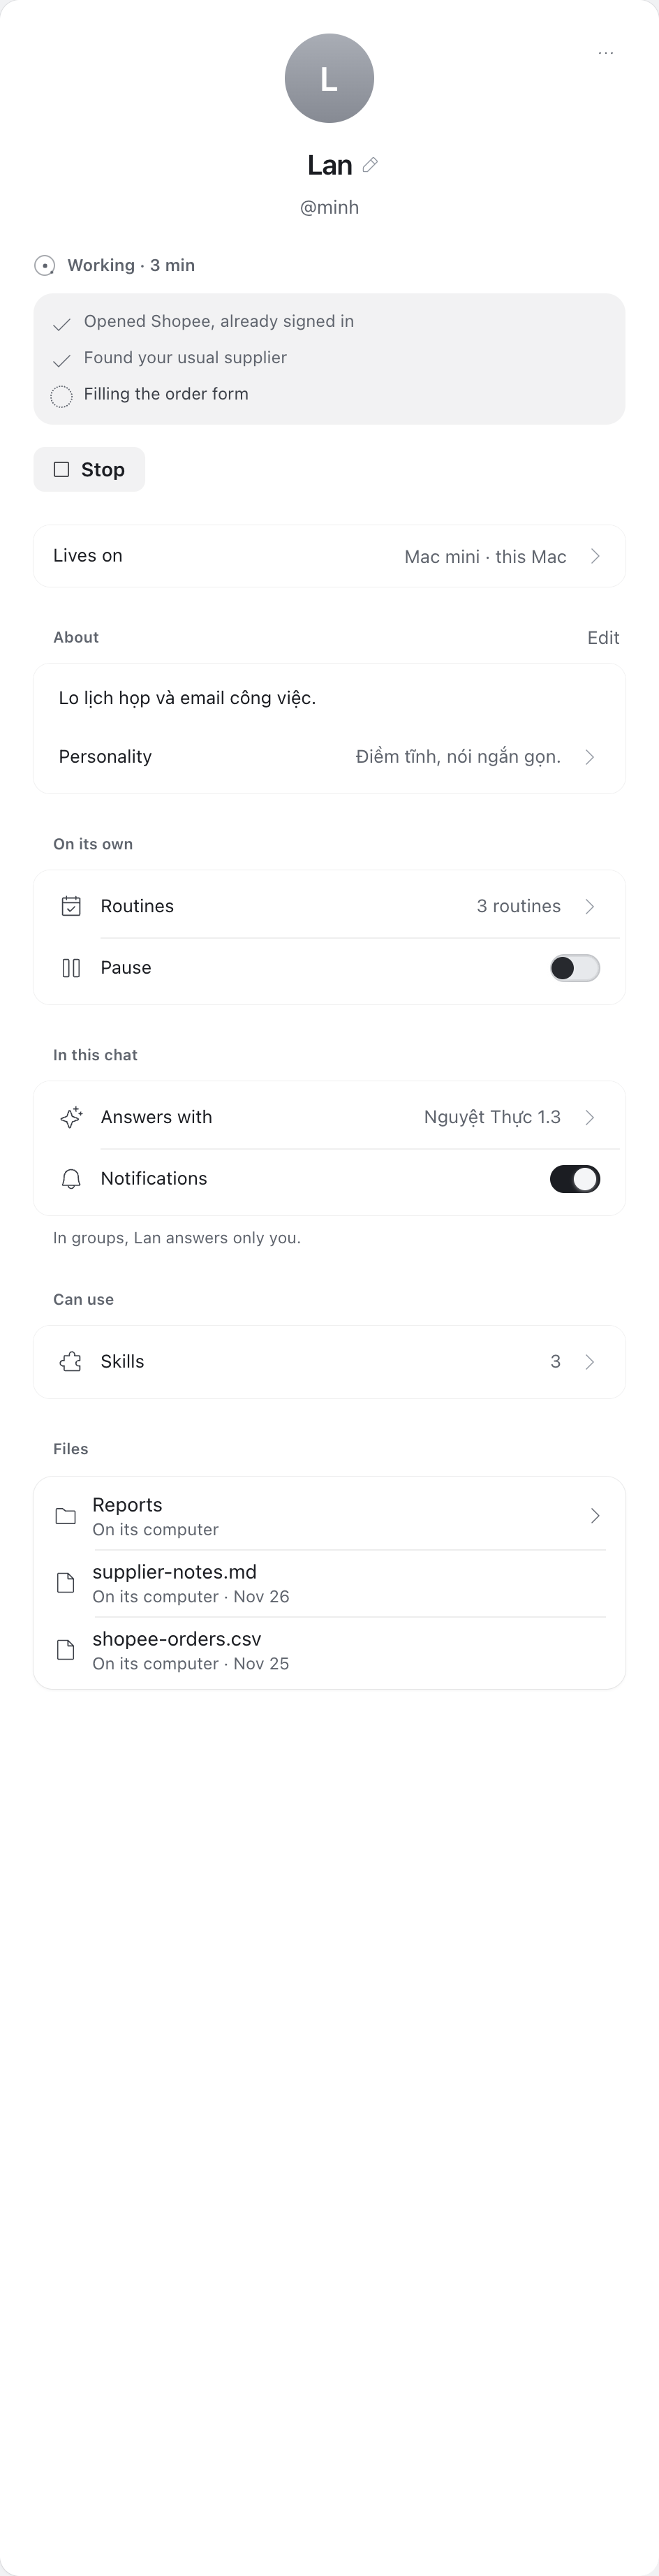 ...
L
Lan
@minh
Working · 3 min
Opened Shopee, already signed in
Found your usual supplier
Filling the order form
Stop
Lives on Mac mini · this Mac
About Edit
Lo lịch họp và email công việc.
Personality Điềm tĩnh, nói ngắn gọn.
On its own
Routines 3 routines
Pause
In this chat
Answers with Nguyệt Thực 1.3
Notifications
In groups, Lan answers only you.
Can use
Skills 3
Files
Reports
On its computer
supplier-notes.md
On its computer · Nov 26
shopee-orders.csv
On its computer · Nov 25